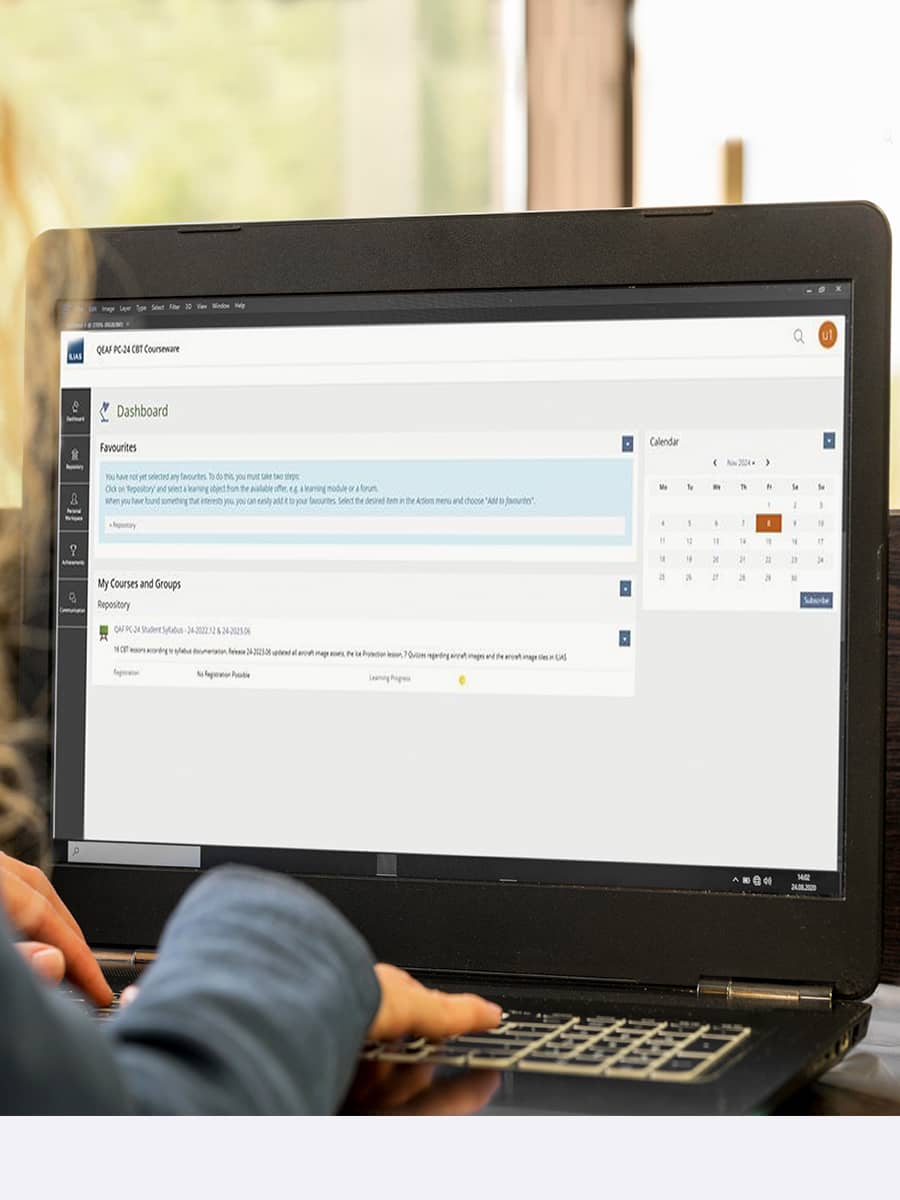 Edit Image Layer Type Select Filter 3D View Window Help
ILIAS
QEAF PC-24 CBT Courseware
u1
Dashboard
Dashboard
Repository
Personal
Workspace
Achievements
Communication
Favourites
You have not yet selected any favourites. To do this, you must take two steps:
Click on 'Repository' and select a learning object from the available offer, e.g. a learning module or a forum.
When you have found something that interests you, you can easily add it to your favourites. Select the desired item in the Actions menu and choose "Add to favourites".
» Repository
My Courses and Groups
Repository
QAF PC-24 Student Syllabus - 24-2022.12 & 24-2023.06
16 CBT lessons according to syllabus documentation. Release 24-2023.06 updated all aircraft image assets, the Ice Protection lesson, 7 Quizzes regarding aircraft images and the aircraft image tiles in ILIAS
Registration No Registration Possible Learning Progress
Calendar
Nov 2024
Mo Tu We Th Fr Sa Su
1 2 3
4 5 6 7 8 9 10
11 12 13 14 15 16 17
18 19 20 21 22 23 24
25 26 27 28 29 30
Subscribe
14:02
24.08.2020